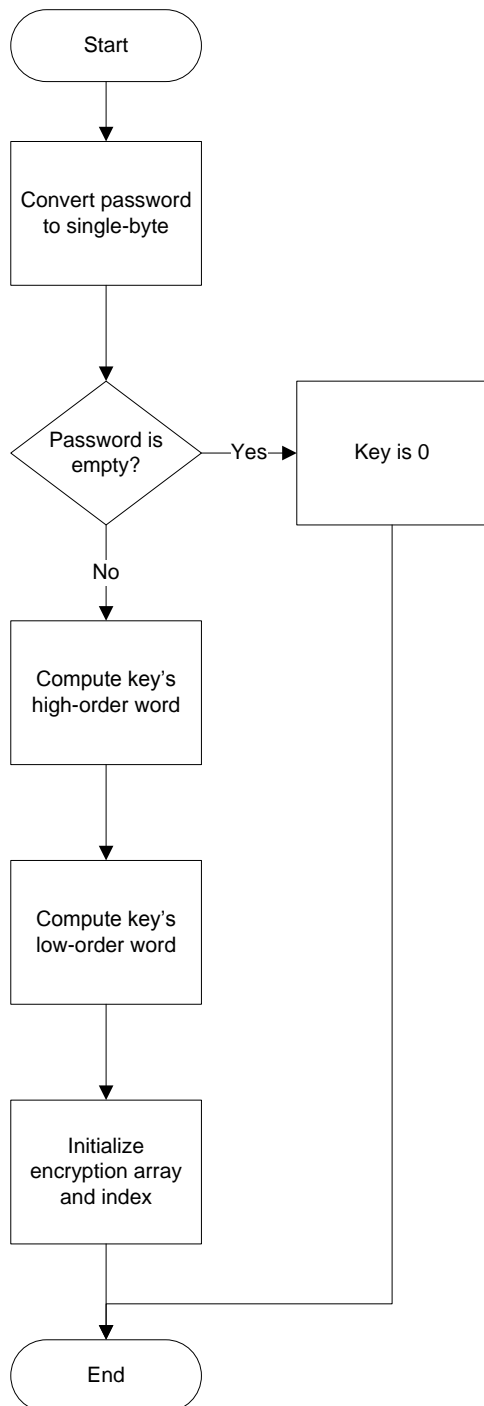 Start
Convert password
to single-byte
Password is
empty?
Yes
Key is 0
No
Compute key’s
high-order word
Compute key’s
low-order word
Initialize
encryption array
and index
End